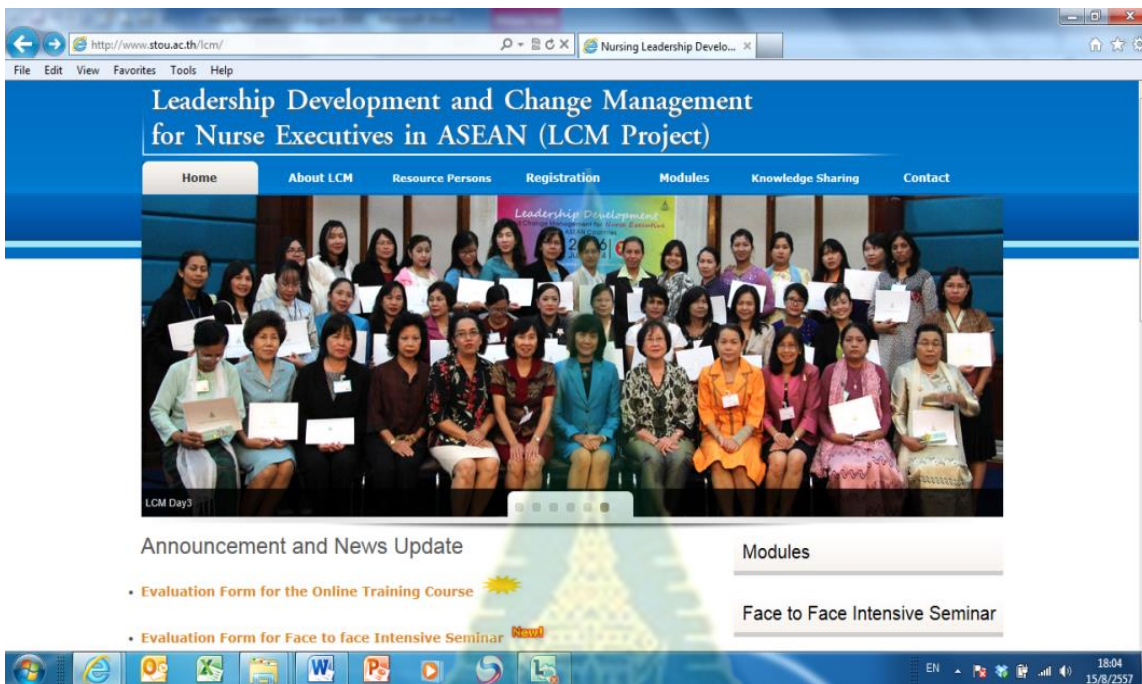 http://www.stou.ac.th/lcm/
Nursing Leadership Develo...
File Edit View Favorites Tools Help
Leadership Development and Change Management
for Nurse Executives in ASEAN (LCM Project)
Home About LCM Resource Persons Registration Modules Knowledge Sharing Contact
Leadership Development
LCM Day3
Announcement and News Update
Modules
• Evaluation Form for the Online Training Course
Face to Face Intensive Seminar
• Evaluation Form for Face to face Intensive Seminar New!
EN 18:04
15/8/2557